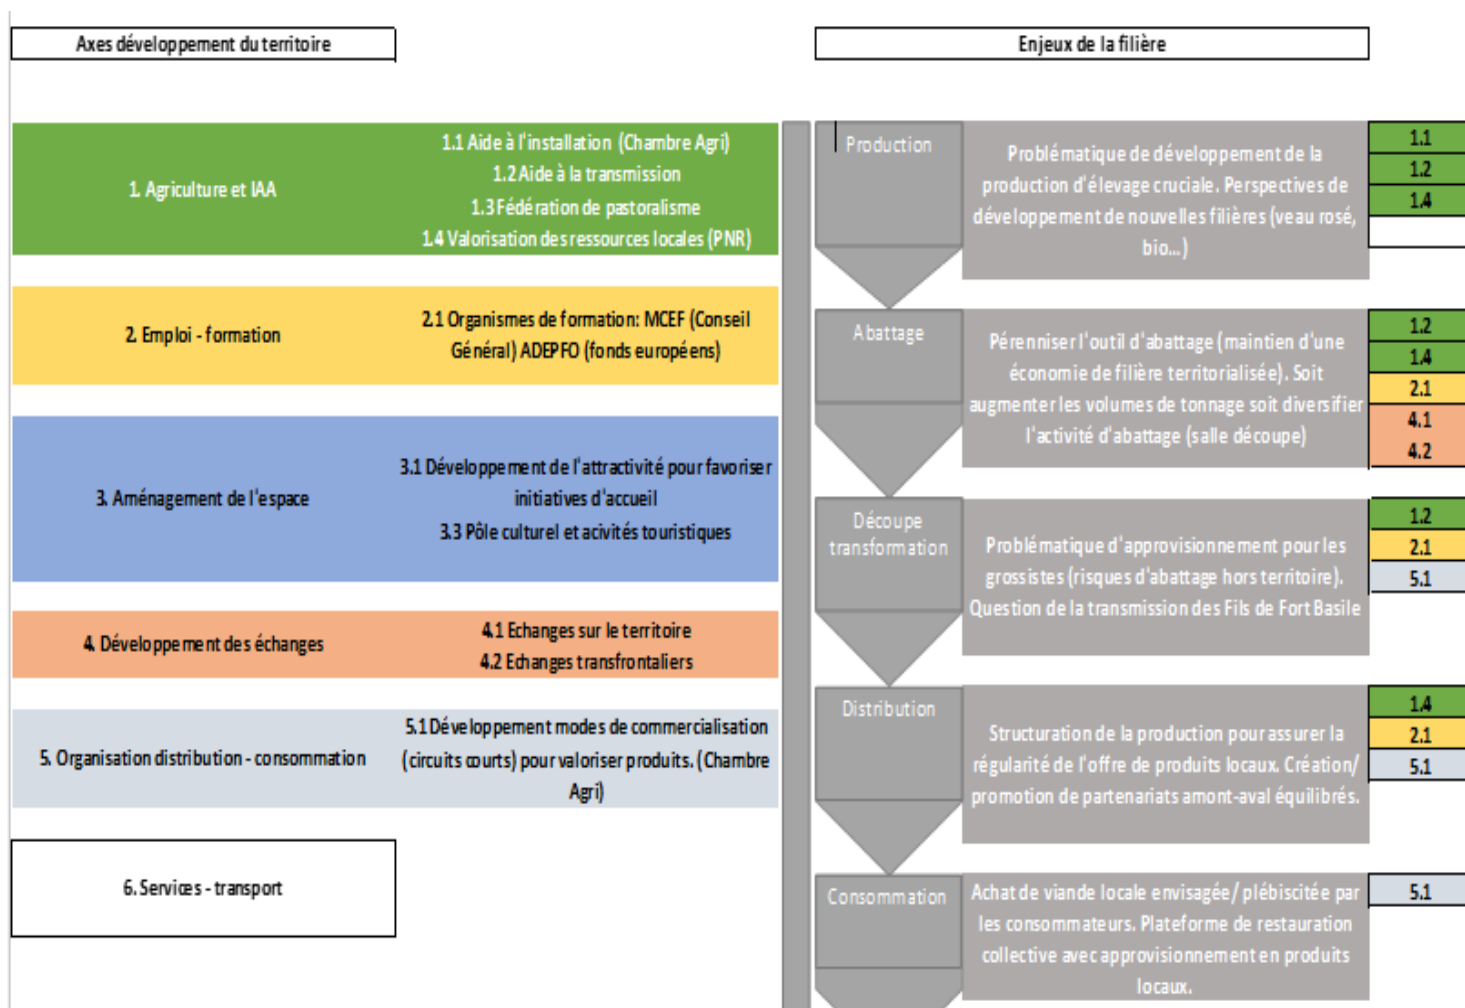 Axes développement du territoire
Enjeux de la filière
1. Agriculture et IAA
1.1 Aide à l'installation (Chambre Agri)
1.2 Aide à la transmission
1.3 Fédération de pastoralisme
1.4 Valorisation des ressources locales (PNR)
2. Emploi - formation
2.1 Organismes de formation: MCEF (Conseil
Général) ADEPFO (fonds européens)
3. Aménagement de l'espace
3.1 Développement de l'attractivité pour favoriser
initiatives d'accueil
3.3 Pôle culturel et acivités touristiques
4. Développement des échanges
4.1 Echanges sur le territoire
4.2 Echanges transfrontaliers
5. Organisation distribution - consommation
5.1 Développement modes de commercialisation
(circuits courts) pour valoriser produits. (Chambre
Agri)
6. Services - transport
Production
Problématique de développement de la
production d'élevage cruciale. Perspectives de
développement de nouvelles filières (veau rosé,
bio...)
1.1
1.2
1.4
Abattage
Pérenniser l'outil d'abattage (maintien d'une
économie de filière territorialisée). Soit
augmenter les volumes de tonnage soit diversifier
l'activité d'abattage (salle découpe)
1.2
1.4
2.1
4.1
4.2
Découpe
transformation
Problématique d'approvisionnement pour les
grossistes (risques d'abattage hors territoire).
Question de la transmission des Fils de Fort Basile
1.2
2.1
5.1
Distribution
Structuration de la production pour assurer la
régularité de l'offre de produits locaux. Création/
promotion de partenariats amont-aval équilibrés.
1.4
2.1
5.1
Consommation
Achat de viande locale envisagée/ plébiscitée par
les consommateurs. Plateforme de restauration
collective avec approvisionnement en produits
locaux.
5.1